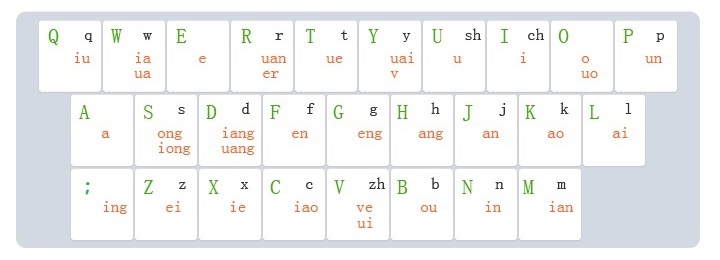 Q q W w E R r T t Y y U sh I ch O P p
iu ia e uan ue uai u i o un
ua er v uo
A S s D d F f G g H h J j K k L l
a ong iang en eng ang an ao ai
iong uang
; Z z X x C c V zh B b N n M m
ing ei ie iao ve ou in ian
ui